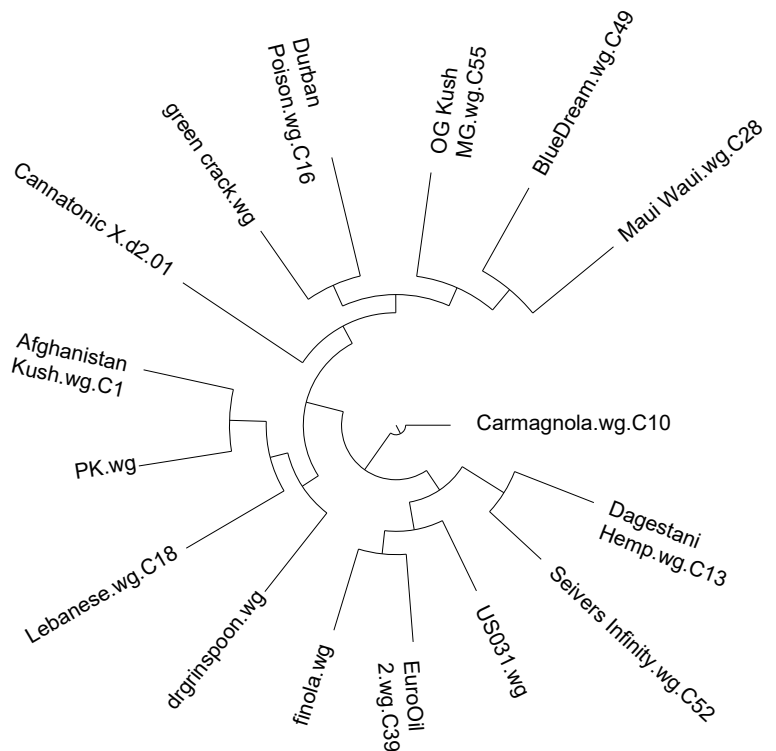 Durban
Poison.wg.C16
OG Kush
MG.wg.C55
BlueDream.wg.C49
green crack.wg
Maui Waui.wg.C28
Cannatonic X.d2.01
Afghanistan
Kush.wg.C1
Carmagnola.wg.C10
PK.wg
Dagestani
Hemp.wg.C13
Lebanese.wg.C18
Seivers Infinity.wg.C52
drgrinspoon.wg
US031.wg
finola.wg
EuroOil
2.wg.C39